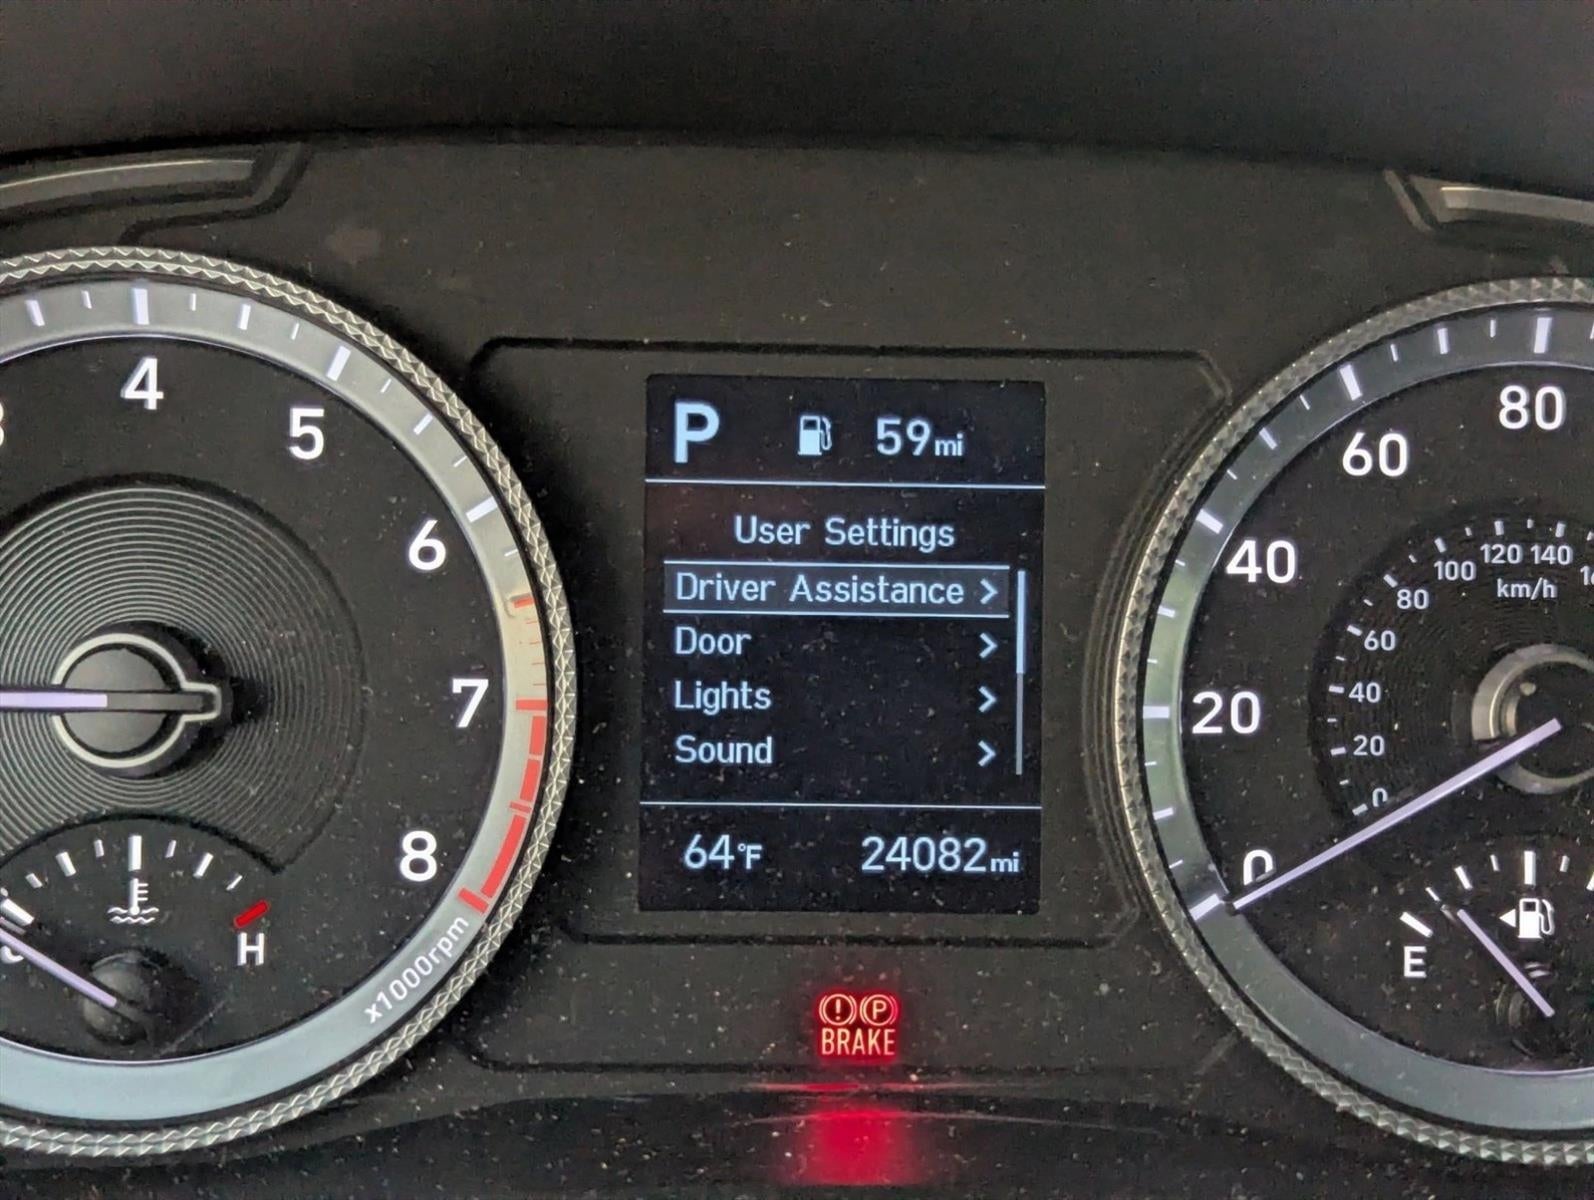 P 59mi
User Settings
Driver Assistance >
Door >
Lights >
Sound >
64°F 24082mi
BRAKE
P
4
5
6
7
8
x1000rpm
H
0
20
40
60
80
0
20
40
60
80
100
120
140
km/h
E